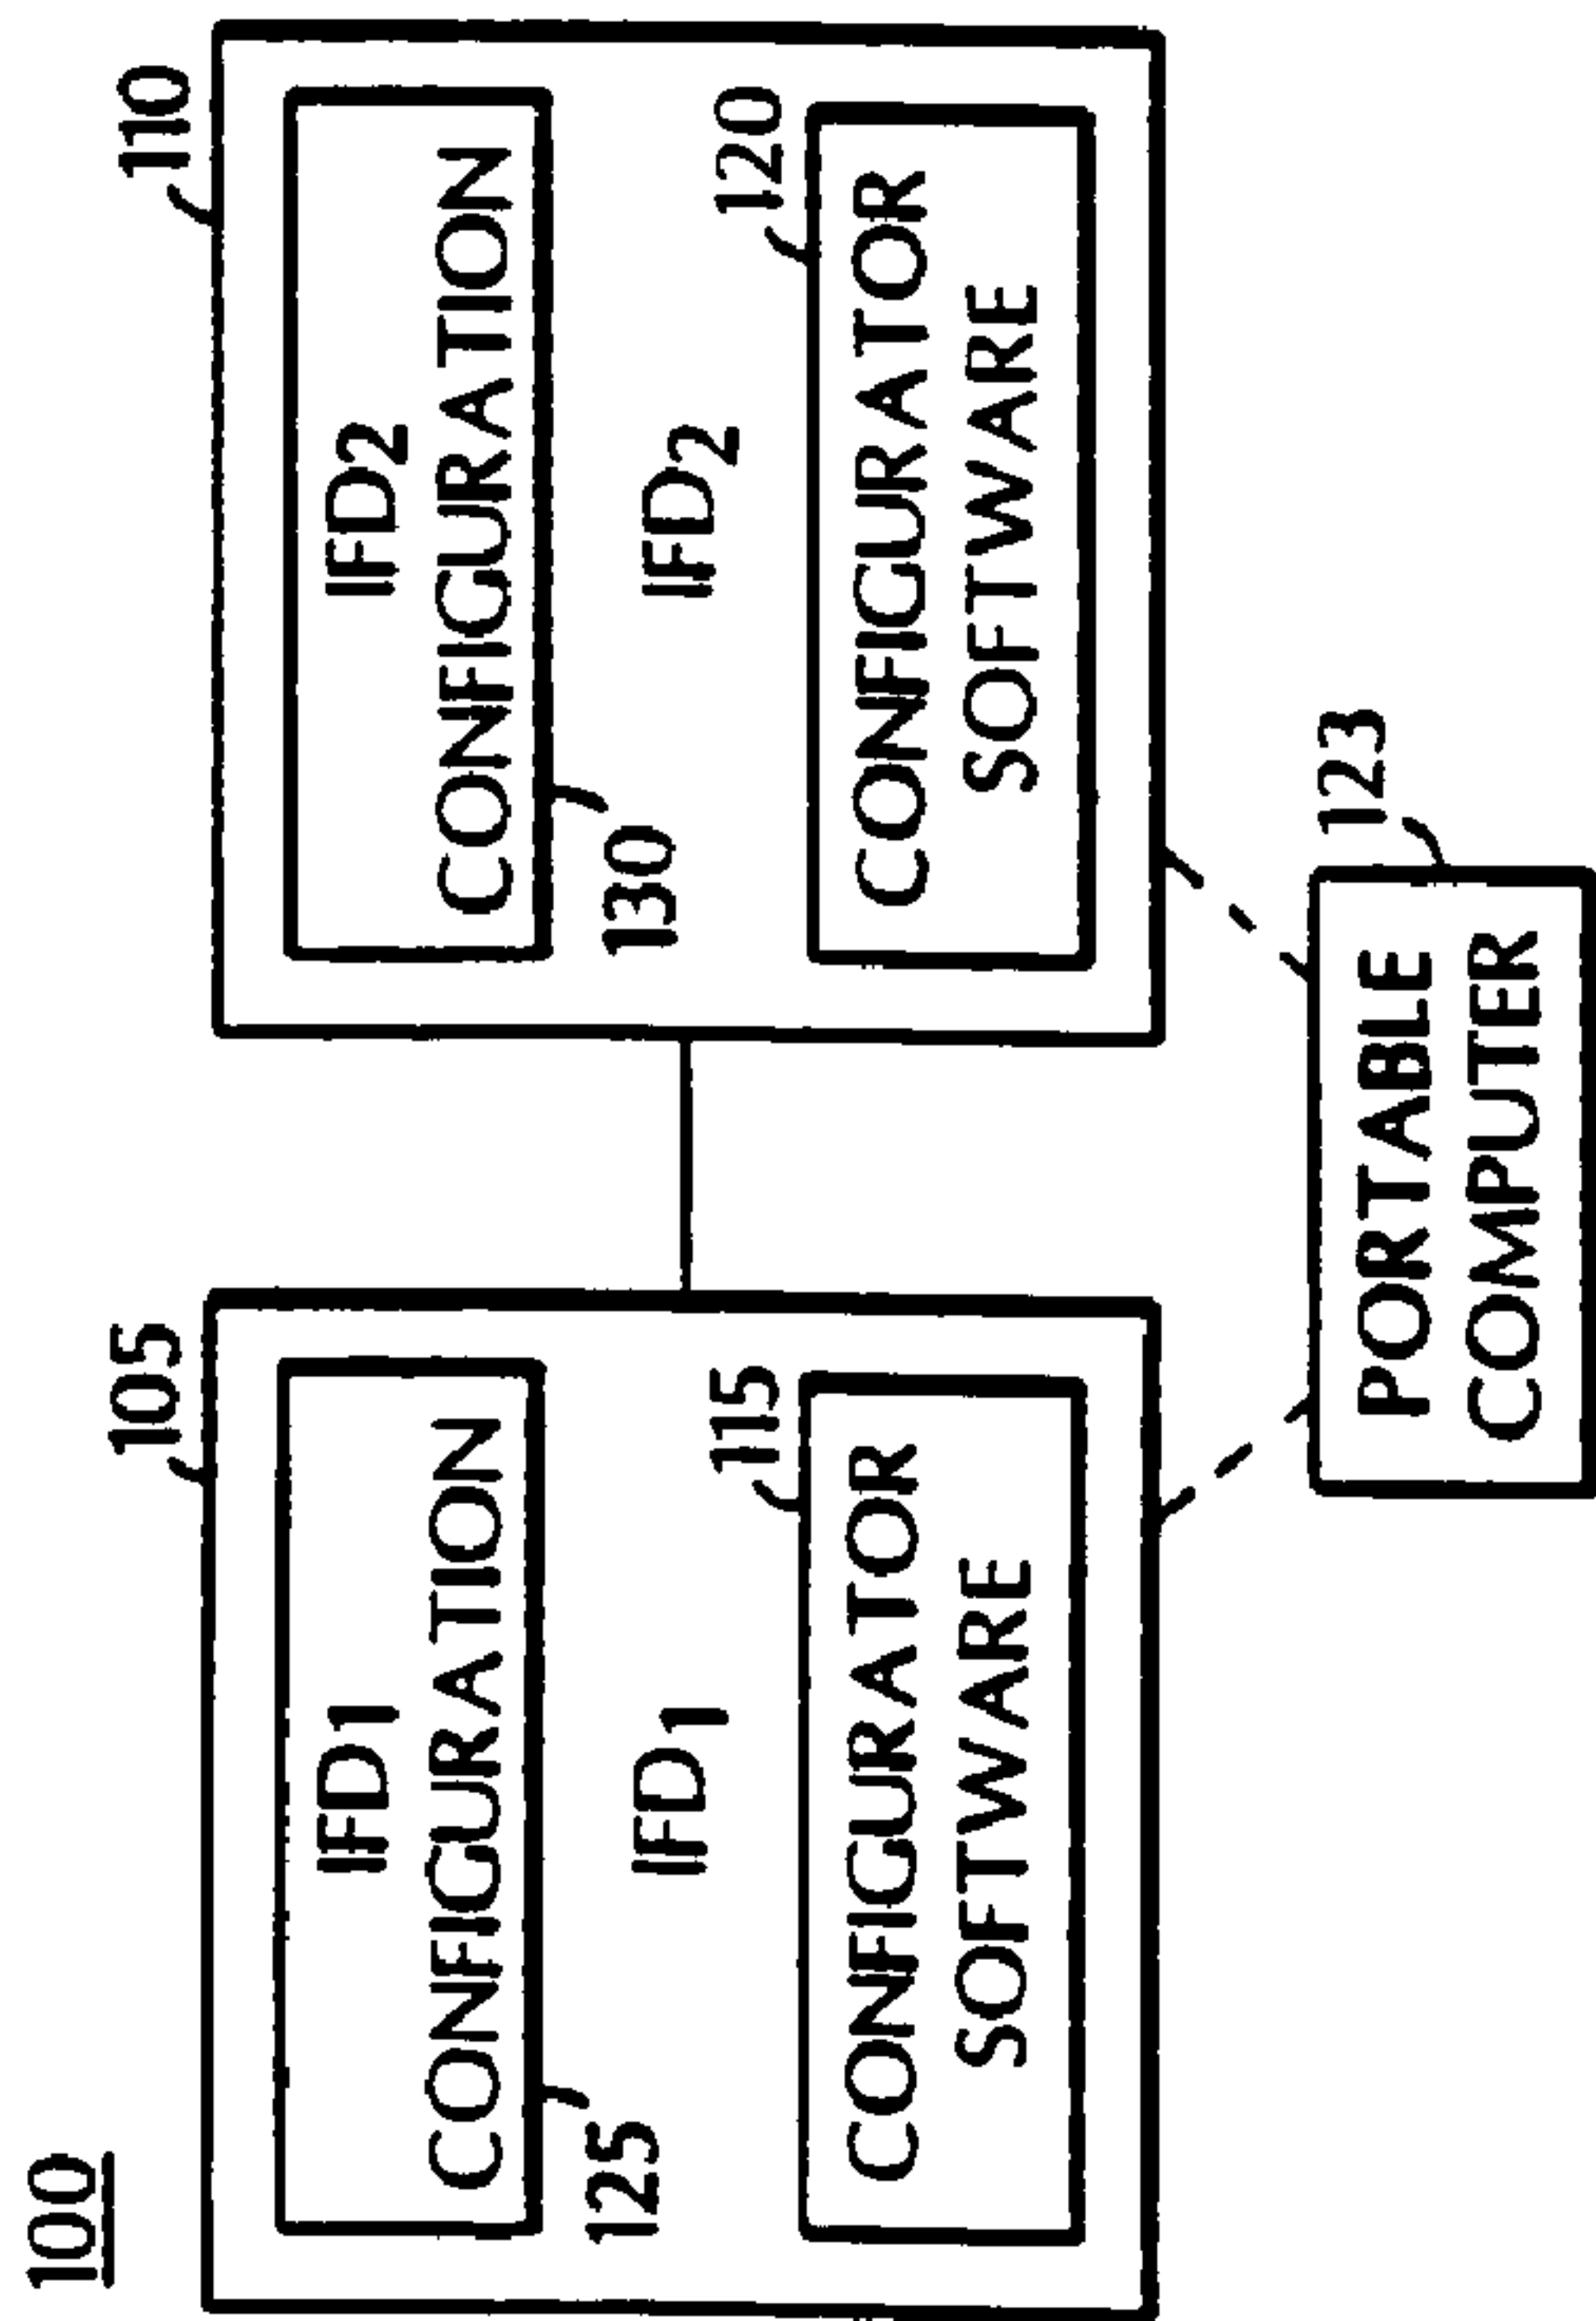 100
105
IFD1
CONFIGURATION
125
IFD1
115
CONFIGURATOR
SOFTWARE
110
IFD2
CONFIGURATION
130
IFD2
120
CONFIGURATOR
SOFTWARE
123
PORTABLE
COMPUTER